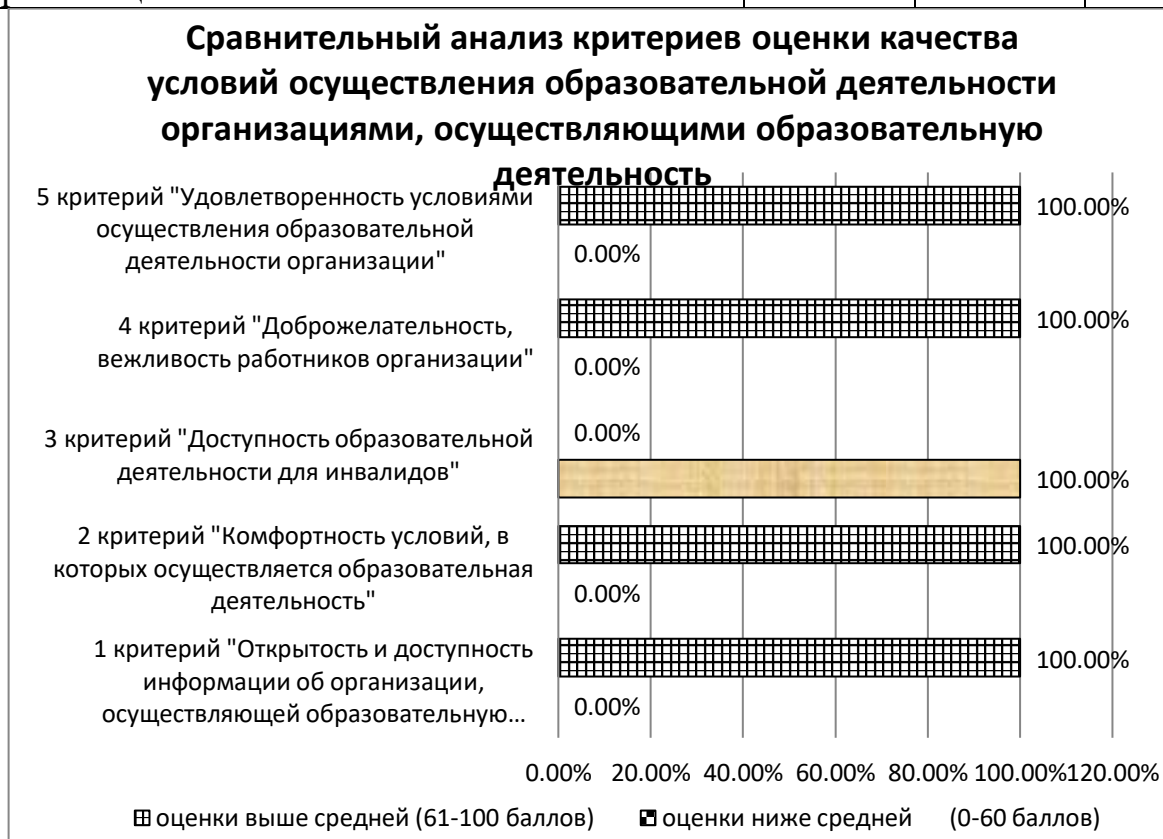 Сравнительный анализ критериев оценки качества
условий осуществления образовательной деятельности
организациями, осуществляющими образовательную
деятельность
5 критерий "Удовлетворенность условиями
осуществления образовательной
деятельности организации"
100.00%
0.00%
4 критерий "Доброжелательность,
вежливость работников организации"
100.00%
0.00%
3 критерий "Доступность образовательной
деятельности для инвалидов"
0.00%
100.00%
2 критерий "Комфортность условий, в
которых осуществляется образовательная
деятельность"
100.00%
0.00%
1 критерий "Открытость и доступность
информации об организации,
осуществляющей образовательную...
100.00%
0.00%
0.00% 20.00% 40.00% 60.00% 80.00% 100.00% 120.00%
оценки выше средней (61-100 баллов) оценки ниже средней (0-60 баллов)